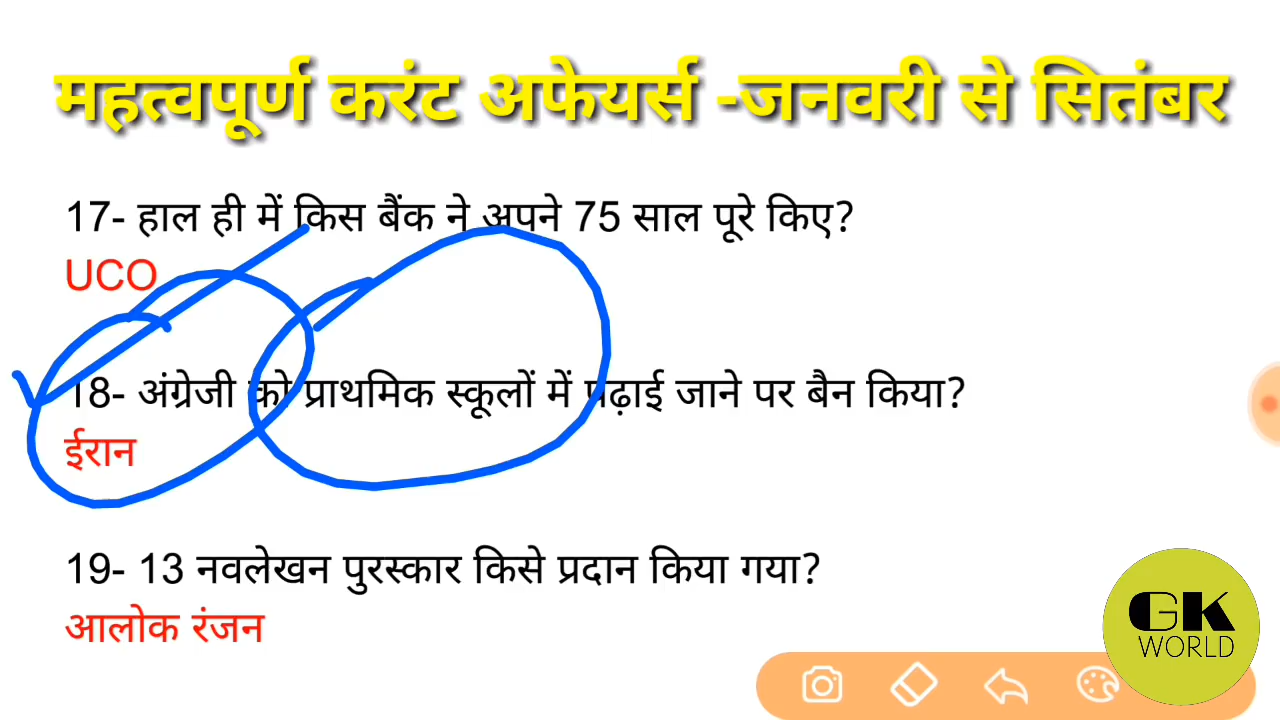 महत्वपूर्ण करंट अफेयर्स -जनवरी से सितंबर
17- हाल ही में किस बैंक ने अपने 75 साल पूरे किए?
UCO
18- अंग्रेजी को प्राथमिक स्कूलों में पढ़ाई जाने पर बैन किया?
ईरान
19- 13 नवलेखन पुरस्कार किसे प्रदान किया गया?
आलोक रंजन
GK
WORLD